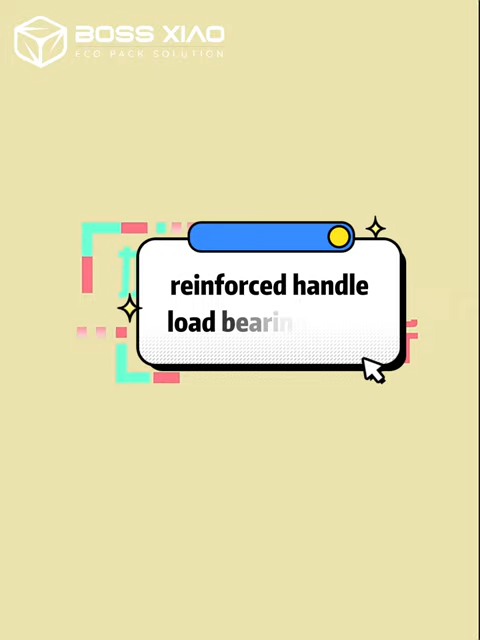 BOSS XIAO
ECO PACK SOLUTION
reinforced handle
load bearin